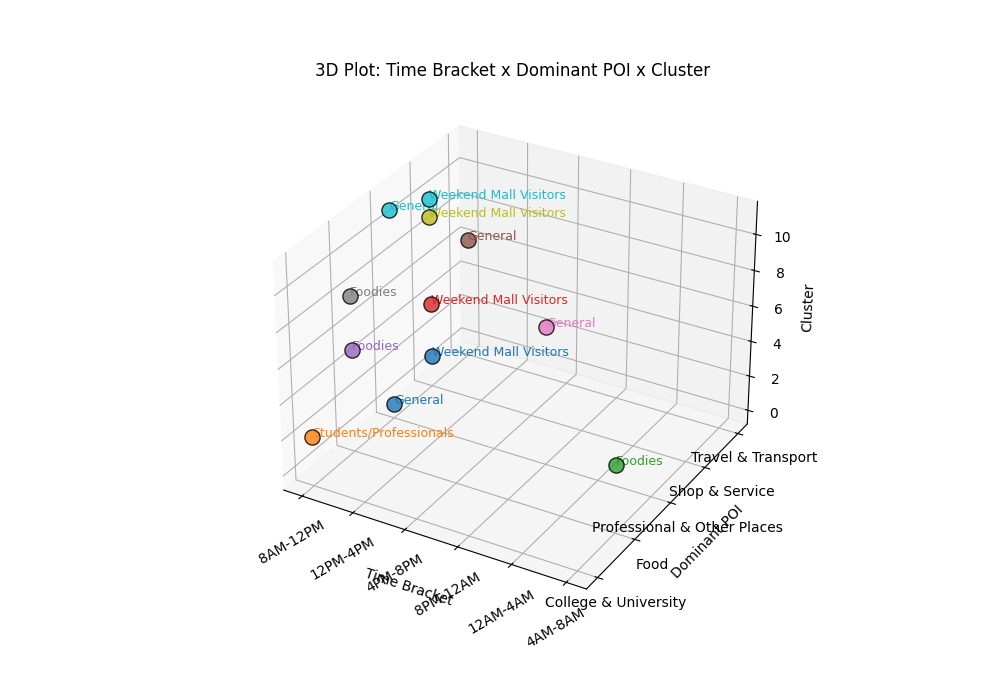 3D Plot: Time Bracket x Dominant POI x Cluster
Weekend Mall Visitors
General
Weekend Mall Visitors
General
Foodies
Weekend Mall Visitors
General
Foodies
Weekend Mall Visitors
General
Students/Professionals
Foodies
10
8
6
4
2
0
Cluster
Travel & Transport
Shop & Service
Professional & Other Places
Food
College & University
Dominant POI
8AM-12PM
12PM-4PM
4PM-8PM
8PM-12AM
12AM-4AM
4AM-8AM
Time Bracket